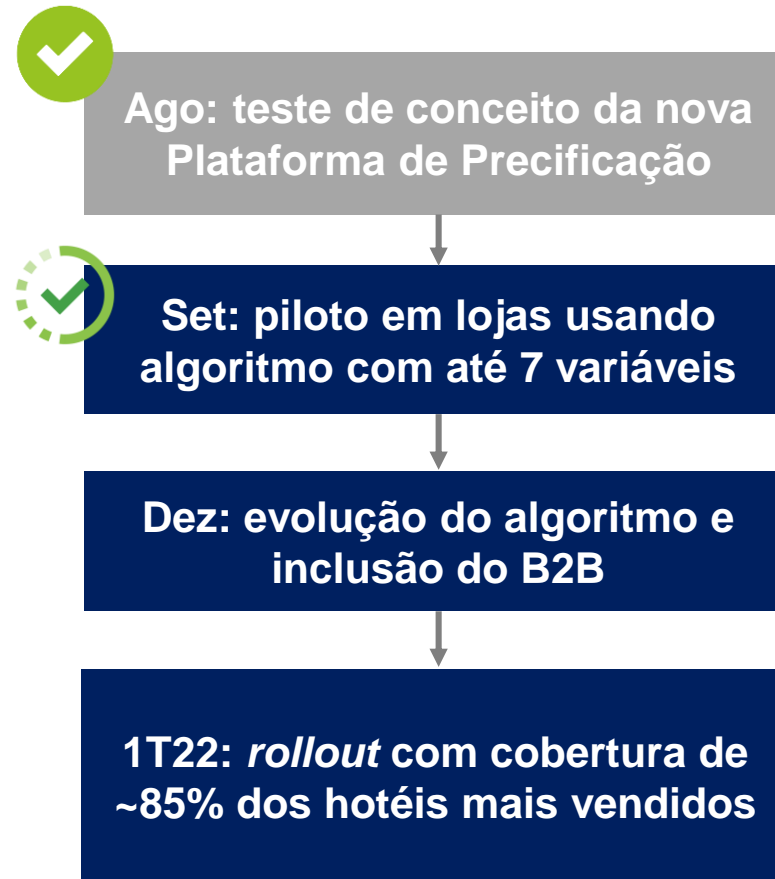 Ago: teste de conceito da nova
Plataforma de Precificação
Set: piloto em lojas usando
algoritmo com até 7 variáveis
Dez: evolução do algoritmo e
inclusão do B2B
1T22: rollout com cobertura de
~85% dos hotéis mais vendidos